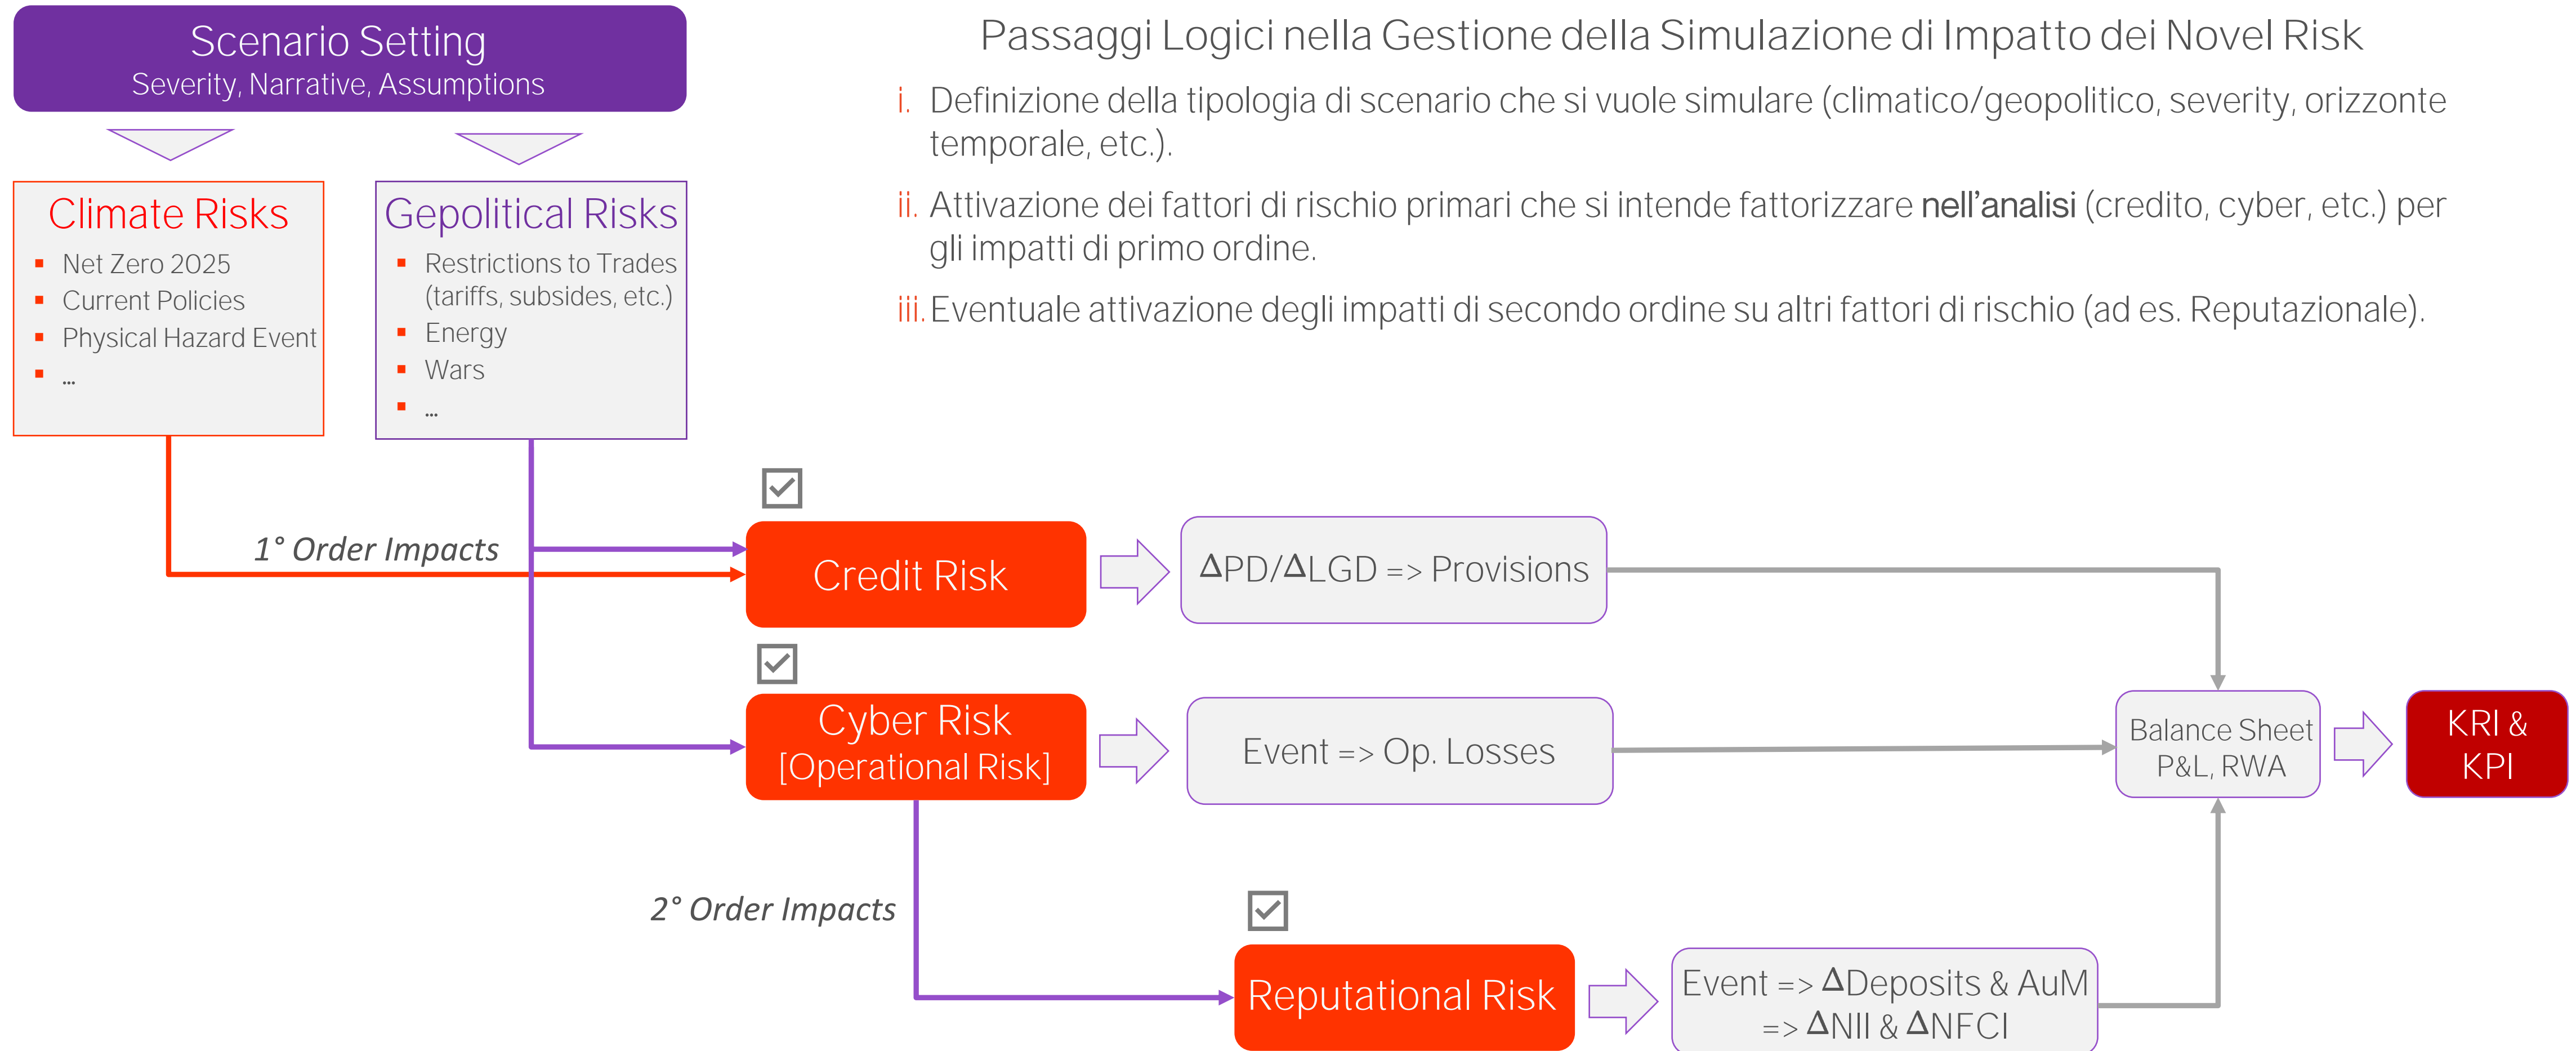 Scenario Setting
Severity, Narrative, Assumptions
Passaggi Logici nella Gestione della Simulazione di Impatto dei Novel Risk
i. Definizione della tipologia di scenario che si vuole simulare (climatico/geopolitico, severity, orizzonte
temporale, etc.).
ii. Attivazione dei fattori di rischio primari che si intende fattorizzare nell'analisi (credito, cyber, etc.) per
gli impatti di primo ordine.
iii. Eventuale attivazione degli impatti di secondo ordine su altri fattori di rischio (ad es. Reputazionale).
Climate Risks
▪ Net Zero 2025
▪ Current Policies
▪ Physical Hazard Event
▪ ...
Gepolitical Risks
▪ Restrictions to Trades
(tariffs, subsides, etc.)
▪ Energy
▪ Wars
▪ ...
1° Order Impacts
Credit Risk
ΔPD/ΔLGD => Provisions
Cyber Risk
[Operational Risk]
Event => Op. Losses
Balance Sheet
P&L, RWA
KRI &
KPI
2° Order Impacts
Reputational Risk
Event => ΔDeposits & AuM
=> ΔNII & ΔNFCI